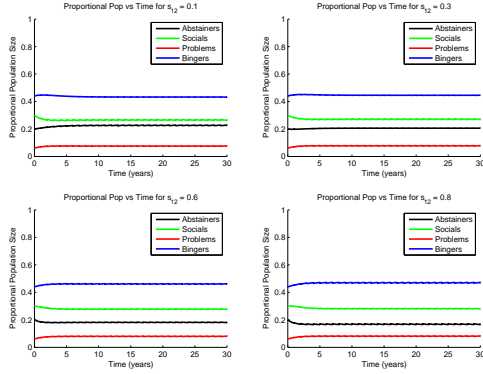 Proportional Pop vs Time for s12 = 0.1
Proportional Population Size
1
0.8
0.6
0.4
0.2
0
Abstainers
Socials
Problems
Bingers
0 5 10 15 20 25 30
Time (years)
Proportional Pop vs Time for s12 = 0.3
Proportional Population Size
1
0.8
0.6
0.4
0.2
0
Abstainers
Socials
Problems
Bingers
0 5 10 15 20 25 30
Time (years)
Proportional Pop vs Time for s12 = 0.6
Proportional Population Size
1
0.8
0.6
0.4
0.2
0
Abstainers
Socials
Problems
Bingers
0 5 10 15 20 25 30
Time (years)
Proportional Pop vs Time for s12 = 0.8
Proportional Population Size
1
0.8
0.6
0.4
0.2
0
Abstainers
Socials
Problems
Bingers
0 5 10 15 20 25 30
Time (years)